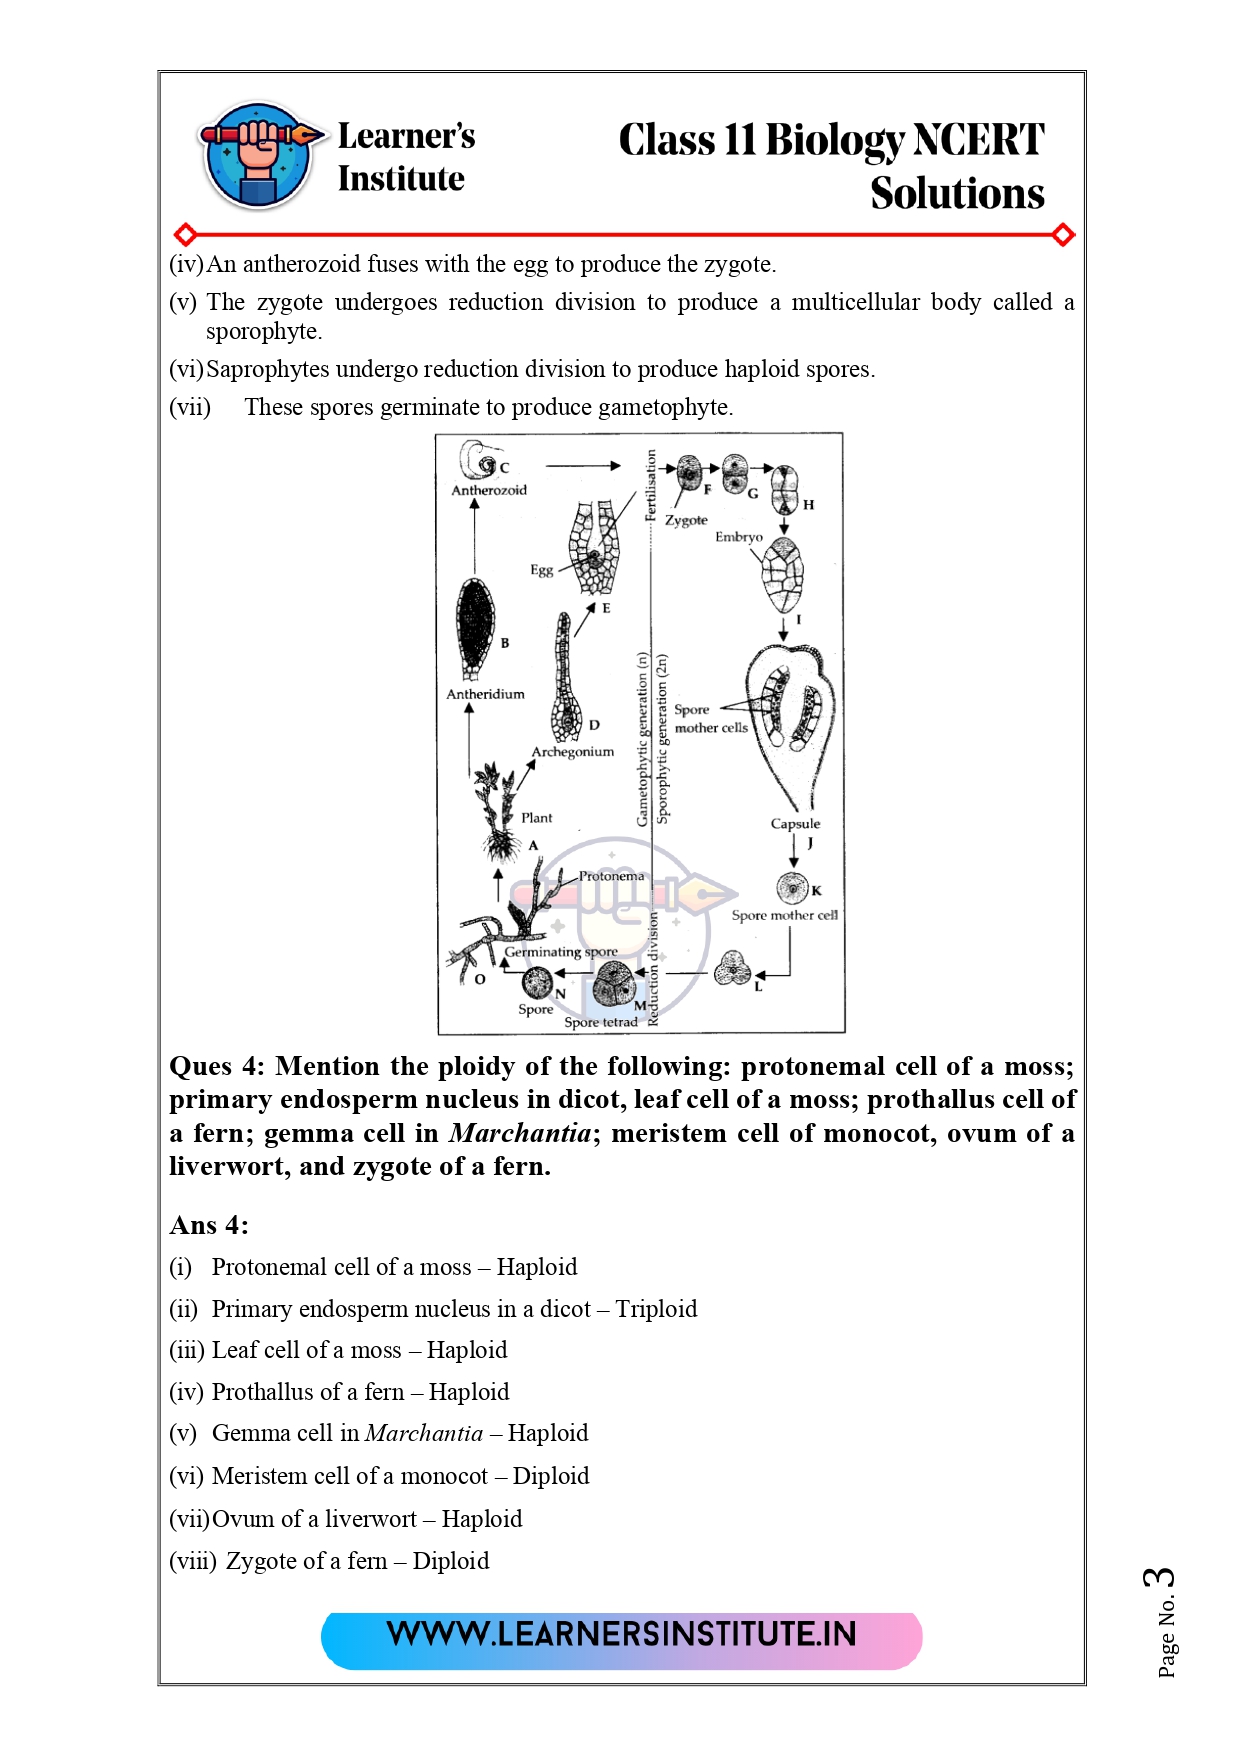 Learner's
Institute
Class 11 Biology NCERT
Solutions
(iv) An antherozoid fuses with the egg to produce the zygote.
(v) The zygote undergoes reduction division to produce a multicellular body called a
sporophyte.
(vi) Saprophytes undergo reduction division to produce haploid spores.
(vii) These spores germinate to produce gametophyte.
C
Antherozoid
Fertilisation
F
G
H
Zygote
Embryo
Egg
E
I
B
Antheridium
D
Archegonium
Gametophytic generation (n)
Sporophytic generation (2n)
Spore
mother cells
Plant
A
Capsule
J
Protonema
K
Spore mother cell
Germinating spore
O
N
Spore
M
Spore tetrad
Reduction division
L
Ques 4: Mention the ploidy of the following: protonemal cell of a moss;
primary endosperm nucleus in dicot, leaf cell of a moss; prothallus cell of
a fern; gemma cell in Marchantia; meristem cell of monocot, ovum of a
liverwort, and zygote of a fern.
Ans 4:
(i) Protonemal cell of a moss – Haploid
(ii) Primary endosperm nucleus in a dicot – Triploid
(iii) Leaf cell of a moss – Haploid
(iv) Prothallus of a fern – Haploid
(v) Gemma cell in Marchantia – Haploid
(vi) Meristem cell of a monocot – Diploid
(vii) Ovum of a liverwort – Haploid
(viii) Zygote of a fern – Diploid
WWW.LEARNERSINSTITUTE.IN
Page No. 3